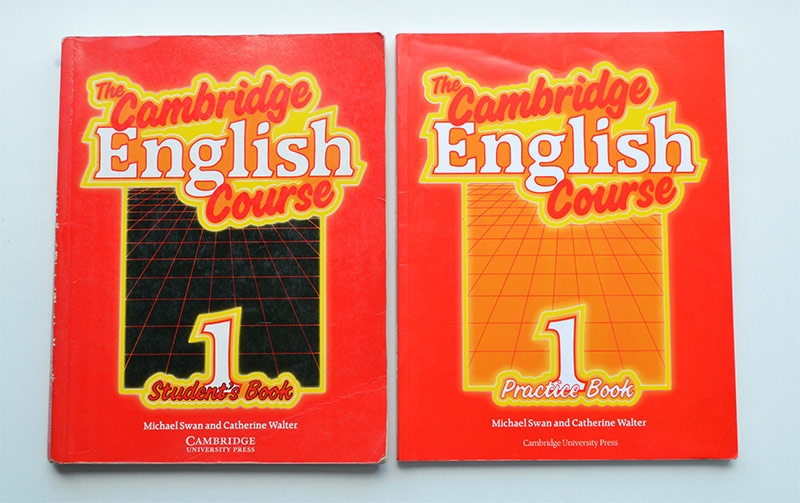 The
Cambridge
English
Course
1
Student's Book
Michael Swan and Catherine Walter
CAMBRIDGE
UNIVERSITY PRESS
The
Cambridge
English
Course
1
Practice Book
Michael Swan and Catherine Walter
Cambridge University Press